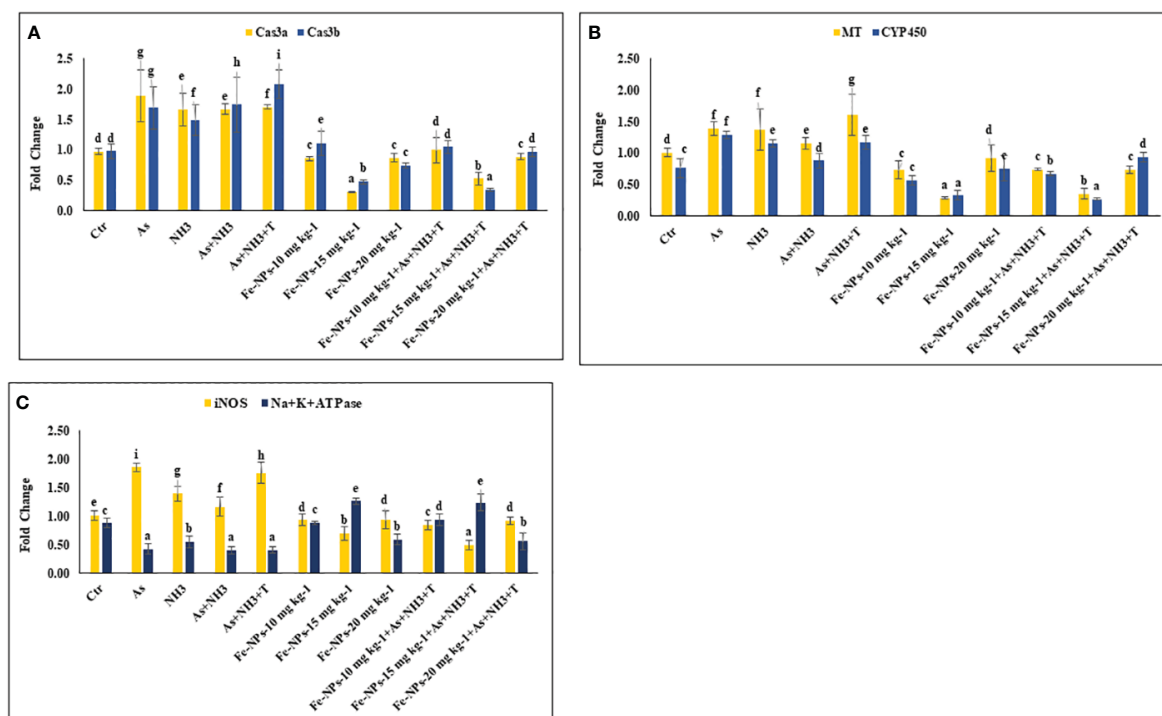 A
Cas3a Cas3b
Fold Change
2.5
2.0
1.5
1.0
0.5
0.0
d d g g e f e h f i c e a b c c d d b a c d
Ctr
As
NH3
As+NH3
As+NH3+T
Fe-NPs-10 mg kg-1
Fe-NPs-15 mg kg-1
Fe-NPs-20 mg kg-1
Fe-NPs-10 mg kg-1+As+NH3+T
Fe-NPs-15 mg kg-1+As+NH3+T
Fe-NPs-20 mg kg-1+As+NH3+T
B
MT CYP450
Fold Change
2.50
2.00
1.50
1.00
0.50
0.00
d c f f f e e d g e c c a a d c b b a c d
Ctr
As
NH3
As+NH3
As+NH3+T
Fe-NPs-10 mg kg-1
Fe-NPs-15 mg kg-1
Fe-NPs-20 mg kg-1
Fe-NPs-10 mg kg-1+As+NH3+T
Fe-NPs-15 mg kg-1+As+NH3+T
Fe-NPs-20 mg kg-1+As+NH3+T
C
iNOS Na+K+ATPase
Fold Change
2.50
2.00
1.50
1.00
0.50
0.00
e c i a g b f a h a d c b e d b c d a e d b
Ctr
As
NH3
As+NH3
As+NH3+T
Fe-NPs-10 mg kg-1
Fe-NPs-15 mg kg-1
Fe-NPs-20 mg kg-1
Fe-NPs-10 mg kg-1+As+NH3+T
Fe-NPs-15 mg kg-1+As+NH3+T
Fe-NPs-20 mg kg-1+As+NH3+T